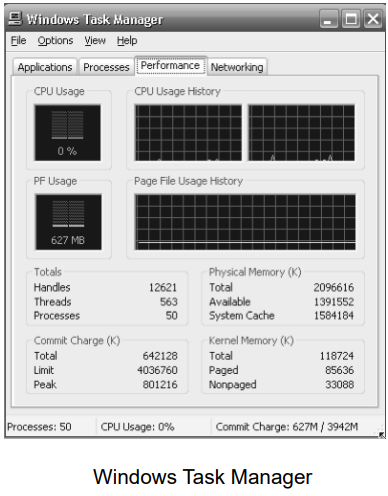 Windows Task Manager
File Options View Help
Applications Processes Performance Networking
CPU Usage CPU Usage History
0 %
PF Usage Page File Usage History
627 MB
Totals Physical Memory (K)
Handles 12621 Total 2096616
Threads 563 Available 1391552
Processes 50 System Cache 1584184
Commit Charge (K) Kernel Memory (K)
Total 642128 Total 118724
Limit 4036760 Paged 85636
Peak 801216 Nonpaged 33088
Processes: 50 CPU Usage: 0% Commit Charge: 627M / 3942M
Windows Task Manager